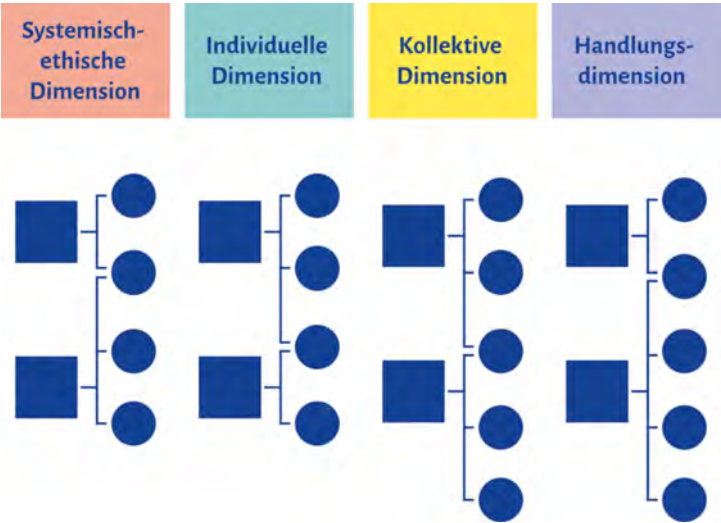 Systemisch-
ethische
Dimension
Individuelle
Dimension
Kollektive
Dimension
Handlungs-
dimension